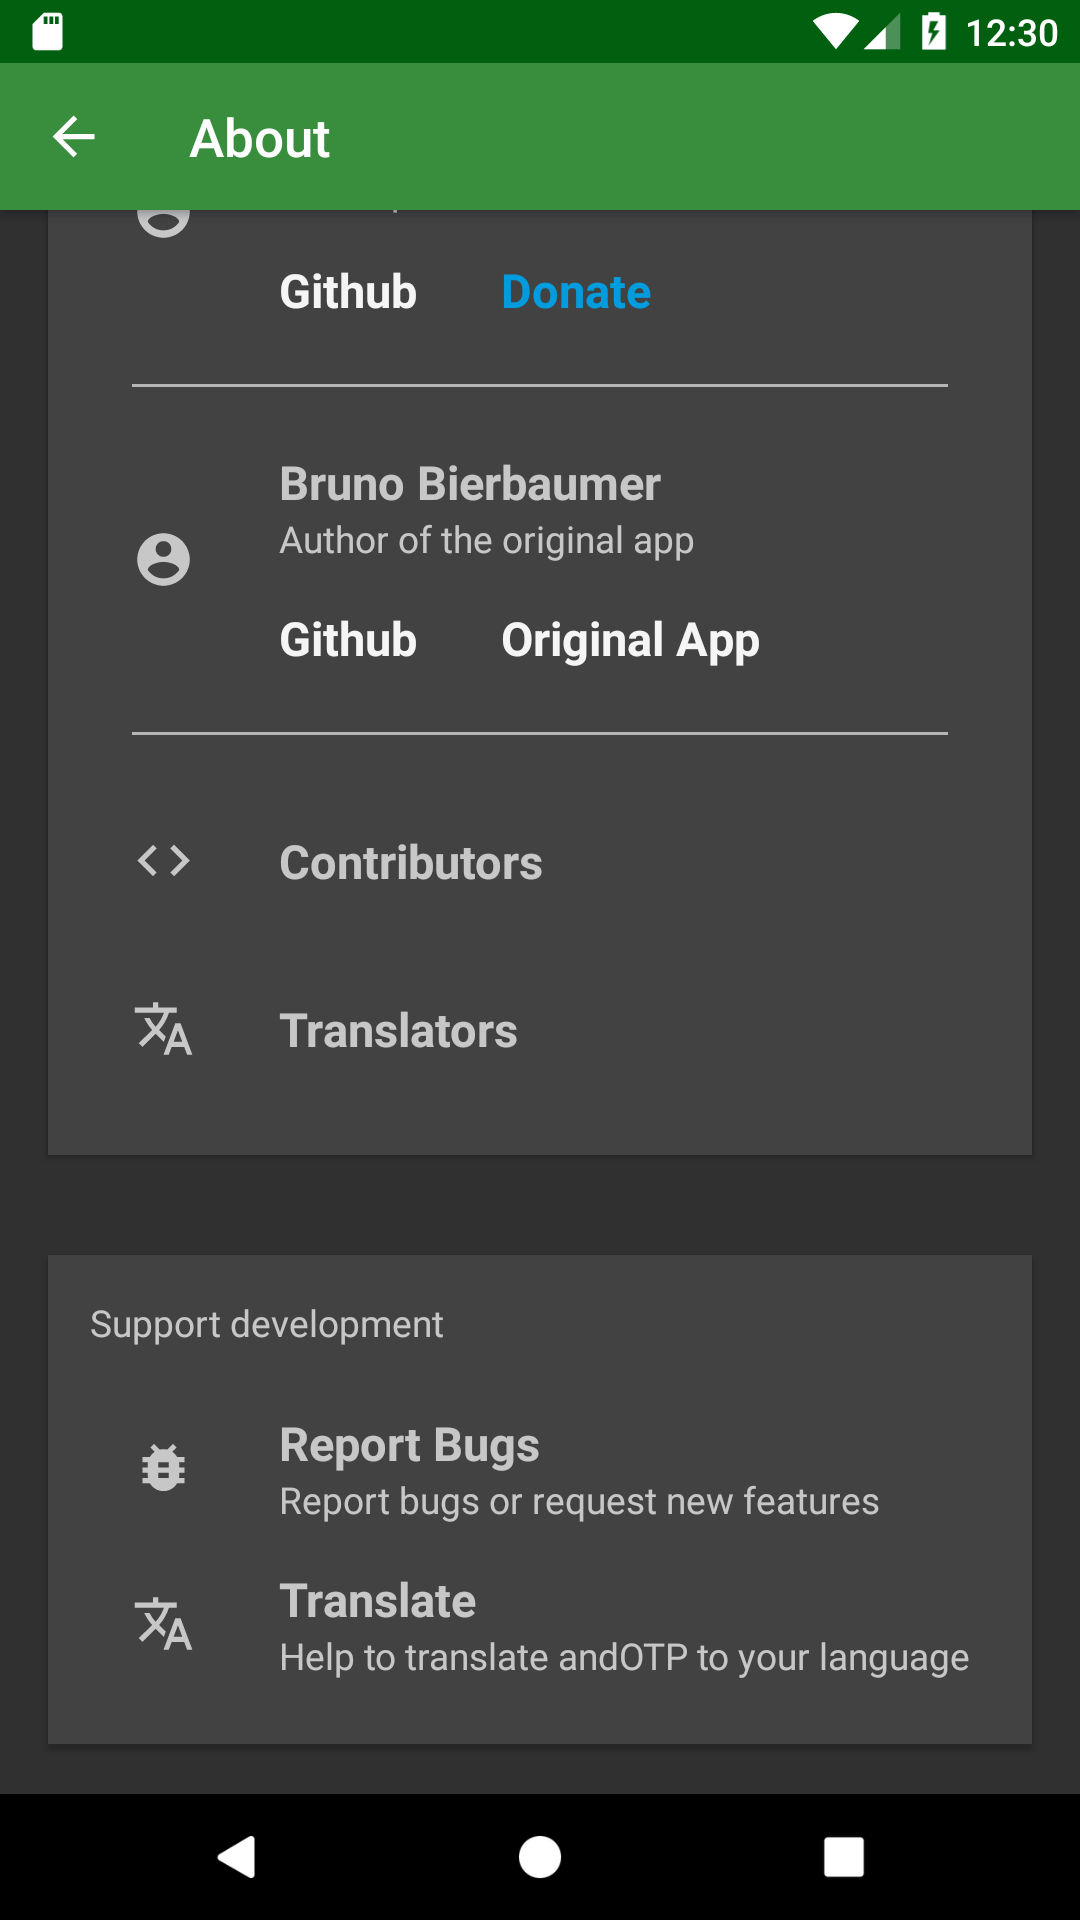 12:30
About
Github Donate
Bruno Bierbaumer
Author of the original app
Github Original App
Contributors
Translators
Support development
Report Bugs
Report bugs or request new features
Translate
Help to translate andOTP to your language